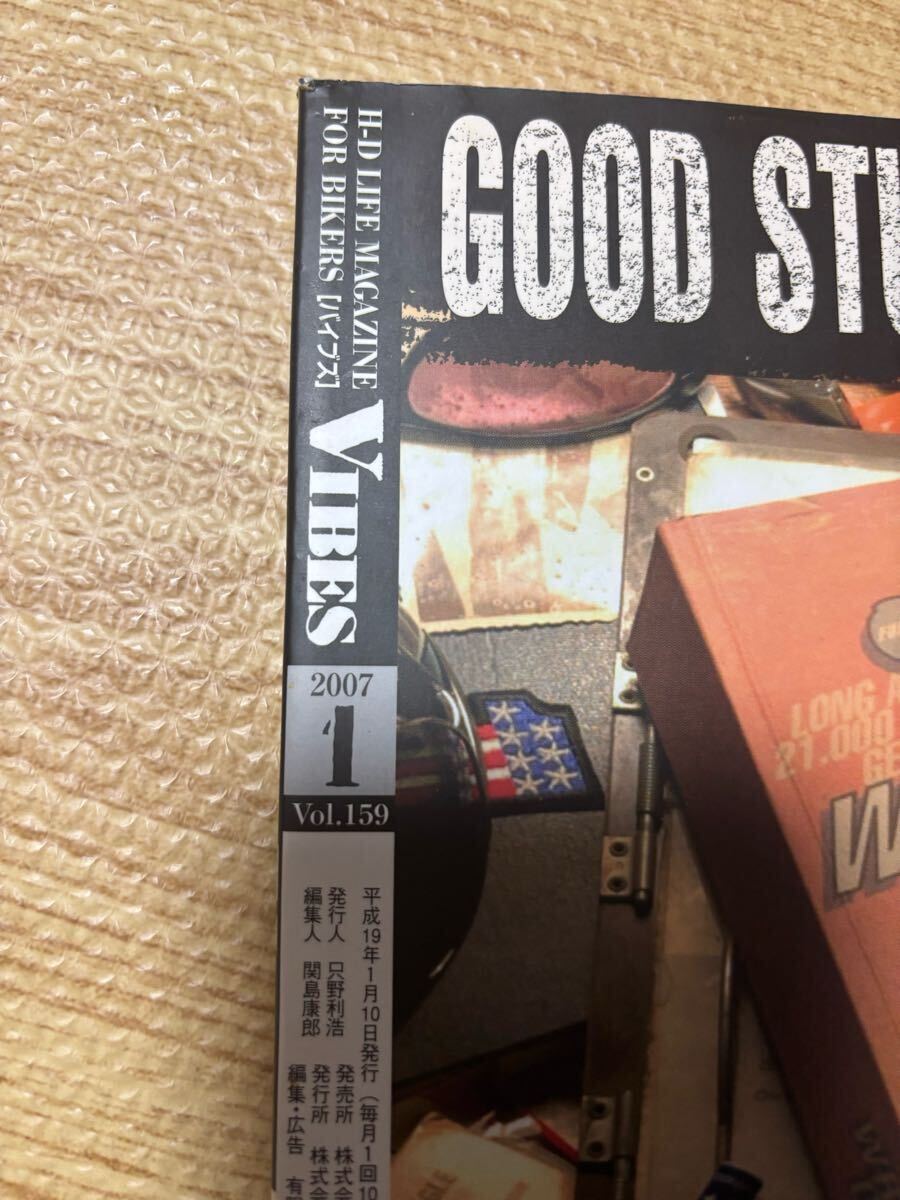 H-D LIFE MAGAZINE
FOR BIKERS [バイブズ]
VIBES
2007
1
Vol.159
平成19年1月10日発行(毎月1回10
発行人 只野利浩 発売所 株式会
編集人 関島康郎 発行所 株式会
編集・広告 有限
GOOD STU
LONG
21.000
GE
W